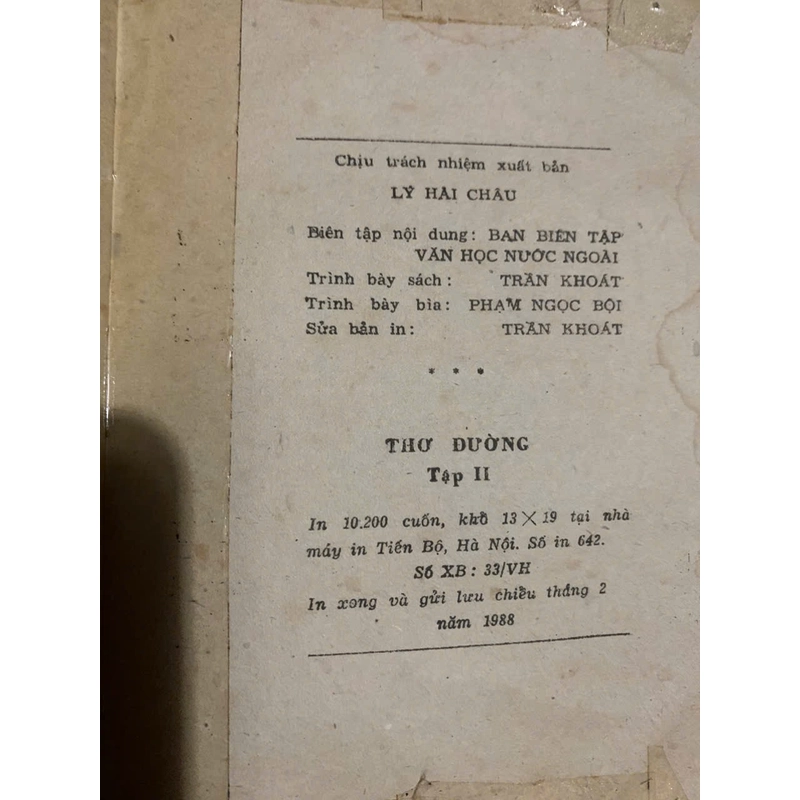 Chịu trách nhiệm xuất bản
LÝ HẢI CHÂU
Biên tập nội dung: BAN BIÊN TẬP
VĂN HỌC NƯỚC NGOÀI
Trình bày sách: TRẦN KHOÁT
Trình bày bìa: PHẠM NGỌC BỘI
Sửa bản in: TRẦN KHOÁT
* * *
THƠ ĐƯỜNG
Tập II
In 10.200 cuốn, khổ 13 × 19 tại nhà
máy in Tiến Bộ, Hà Nội. Số in 642.
Số XB: 33/VH
In xong và gửi lưu chiều tháng 2
năm 1988